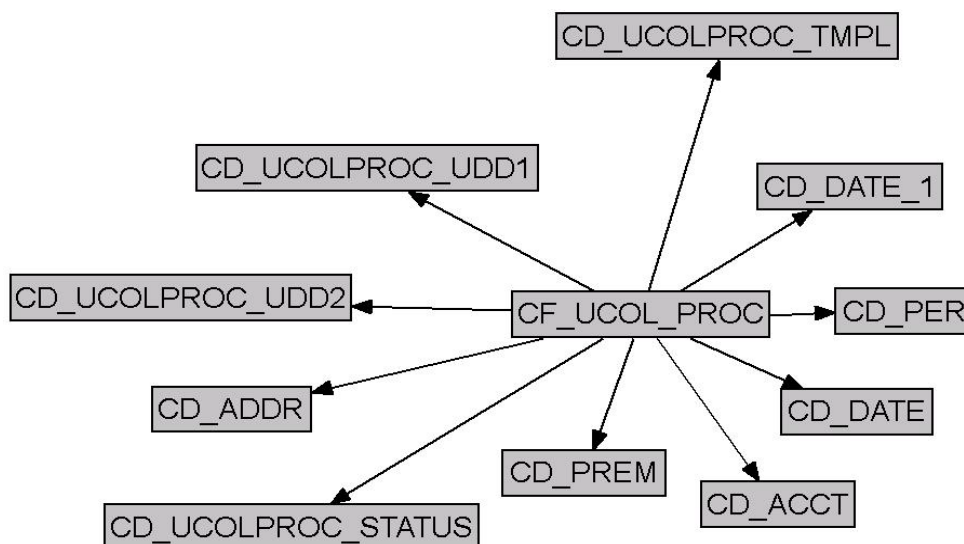 CD_UCOLPROC_TMPL
CD_UCOLPROC_UDD1
CD_DATE_1
CD_UCOLPROC_UDD2
CF_UCOL_PROC
CD_PER
CD_ADDR
CD_DATE
CD_PREM
CD_ACCT
CD_UCOLPROC_STATUS